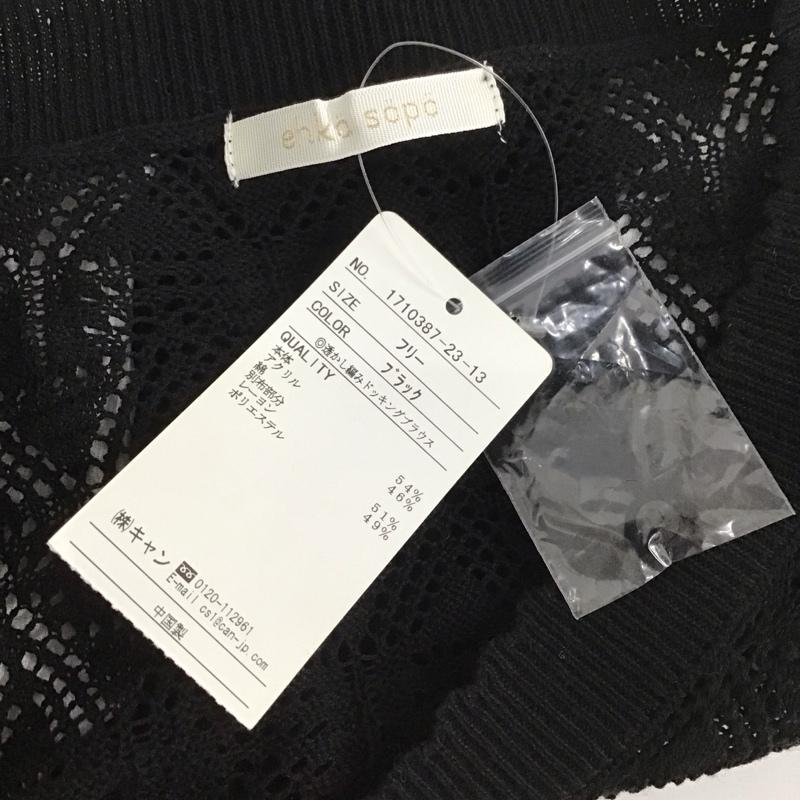 ehka sopo
NO. 1710387-23-13
SIZE フリー
COLOR ブラック
QUALITY ◎透かし編みドッキングブラウス
本体
アクリル 54%
綿 46%
別布部分
レーヨン 51%
ポリエステル 49%
㈱キャン
0120-112961
E-mail cs1@can-jp.com
中国製